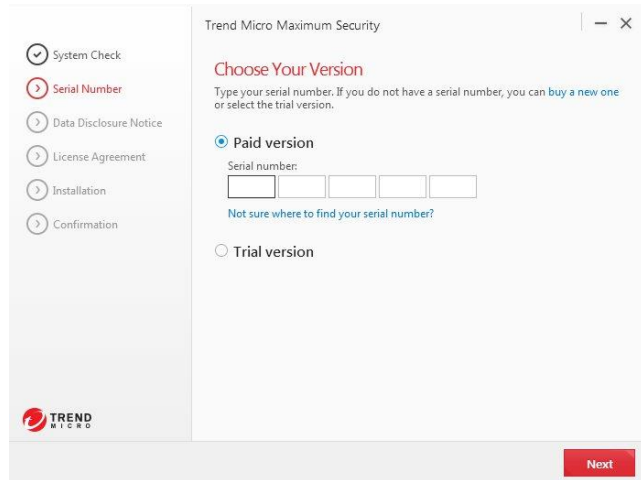 Trend Micro Maximum Security
System Check
Serial Number
Data Disclosure Notice
License Agreement
Installation
Confirmation
Choose Your Version
Type your serial number. If you do not have a serial number, you can buy a new one
or select the trial version.
Paid version
Serial number:
Not sure where to find your serial number?
Trial version
TREND
MICRO
Next